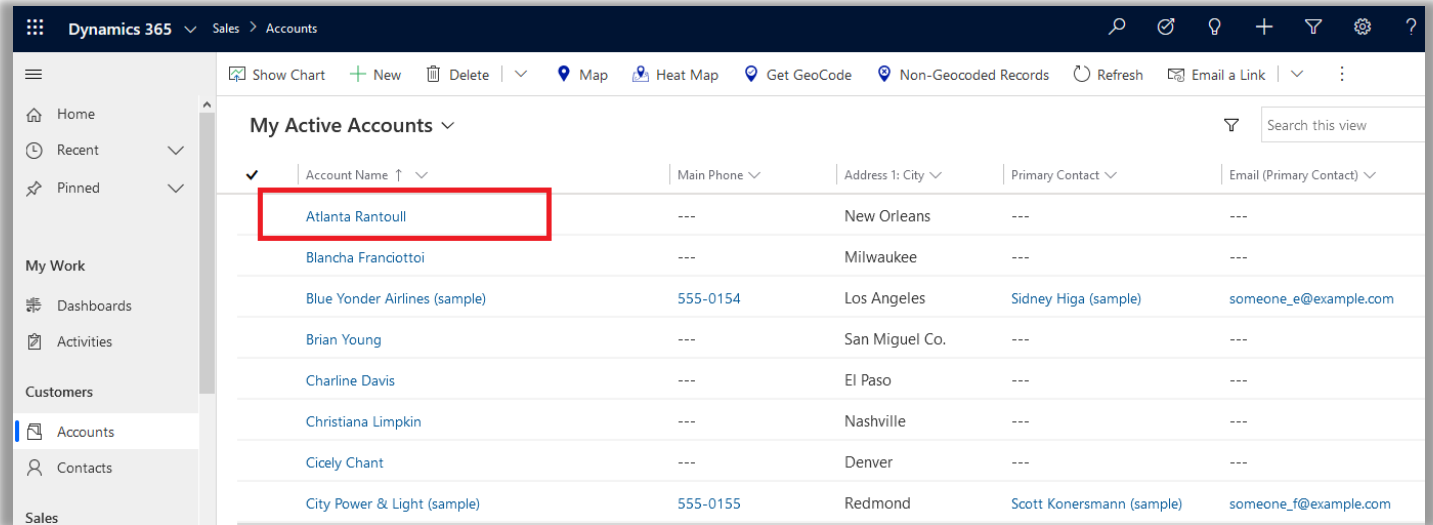 Dynamics 365 Sales > Accounts
Show Chart New Delete Map Heat Map Get GeoCode Non-Geocoded Records Refresh Email a Link
Home
Recent
Pinned
My Work
Dashboards
Activities
Customers
Accounts
Contacts
Sales
My Active Accounts
Search this view
Account Name ↑ Main Phone Address 1: City Primary Contact Email (Primary Contact)
Atlanta Rantoull --- New Orleans --- ---
Blancha Franciottoi --- Milwaukee --- ---
Blue Yonder Airlines (sample) 555-0154 Los Angeles Sidney Higa (sample) someone_e@example.com
Brian Young --- San Miguel Co. --- ---
Charline Davis --- El Paso --- ---
Christiana Limpkin --- Nashville --- ---
Cicely Chant --- Denver --- ---
City Power & Light (sample) 555-0155 Redmond Scott Konersmann (sample) someone_f@example.com